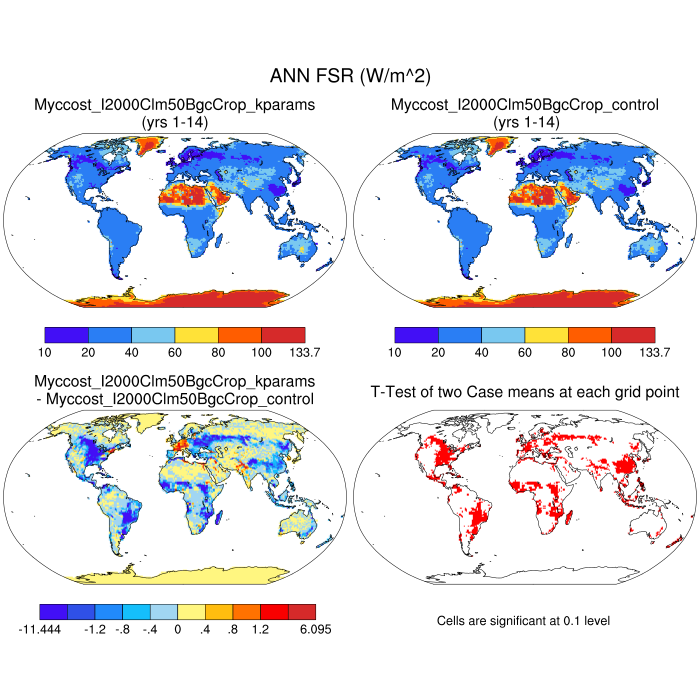 ANN FSR (W/m^2)
Myccost_I2000Clm50BgcCrop_kparams
(yrs 1-14)
Myccost_I2000Clm50BgcCrop_control
(yrs 1-14)
10 20 40 60 80 100 133.7
10 20 40 60 80 100 133.7
Myccost_I2000Clm50BgcCrop_kparams
- Myccost_I2000Clm50BgcCrop_control
T-Test of two Case means at each grid point
-11.444 -1.2 -.8 -.4 0 .4 .8 1.2 6.095
Cells are significant at 0.1 level